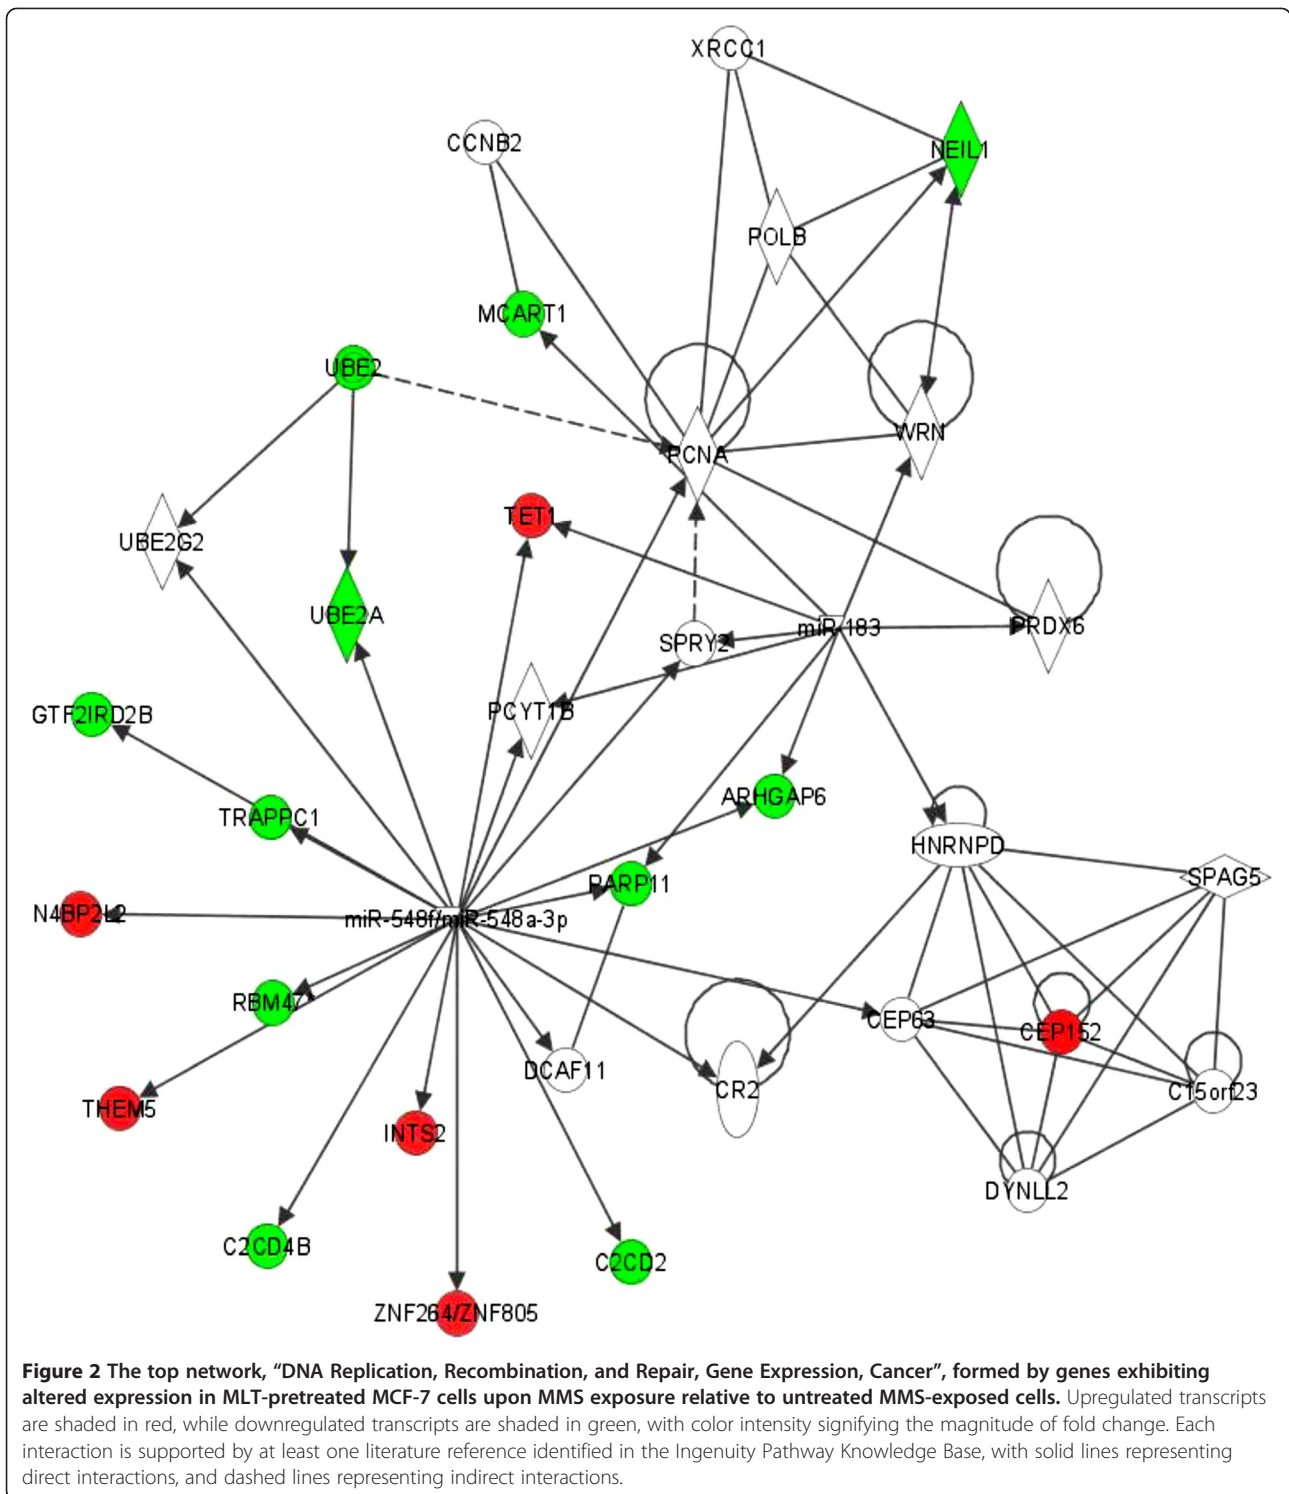 XRCC1
CCNB2
NEIL1
POLB
MCART1
UBE2
WRN
PCNA
TET1
UBE2G2
UBE2A
miR-183
PRDX6
SPRY2
PCYT1B
GTF2IRD2B
ARHGAP6
TRAPPC1
HNRNPD
SPAG5
PARP11
N4BP2L2
miR-548f/miR-548a-3p
RBM47*
CEP63
CEP152
DCAF11
CR2
C15orf23
THEM5
INTS2
DYNLL2
C2CD4B
C2CD2
ZNF264/ZNF805
Figure 2 The top network, “DNA Replication, Recombination, and Repair, Gene Expression, Cancer”, formed by genes exhibiting
altered expression in MLT-pretreated MCF-7 cells upon MMS exposure relative to untreated MMS-exposed cells. Upregulated transcripts
are shaded in red, while downregulated transcripts are shaded in green, with color intensity signifying the magnitude of fold change. Each
interaction is supported by at least one literature reference identified in the Ingenuity Pathway Knowledge Base, with solid lines representing
direct interactions, and dashed lines representing indirect interactions.